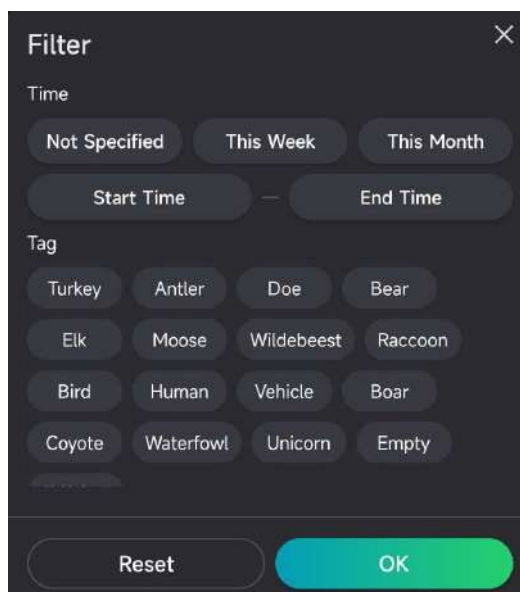 Filter
Time
Not Specified This Week This Month
Start Time — End Time
Tag
Turkey Antler Doe Bear
Elk Moose Wildebeest Raccoon
Bird Human Vehicle Boar
Coyote Waterfowl Unicorn Empty
Reset OK